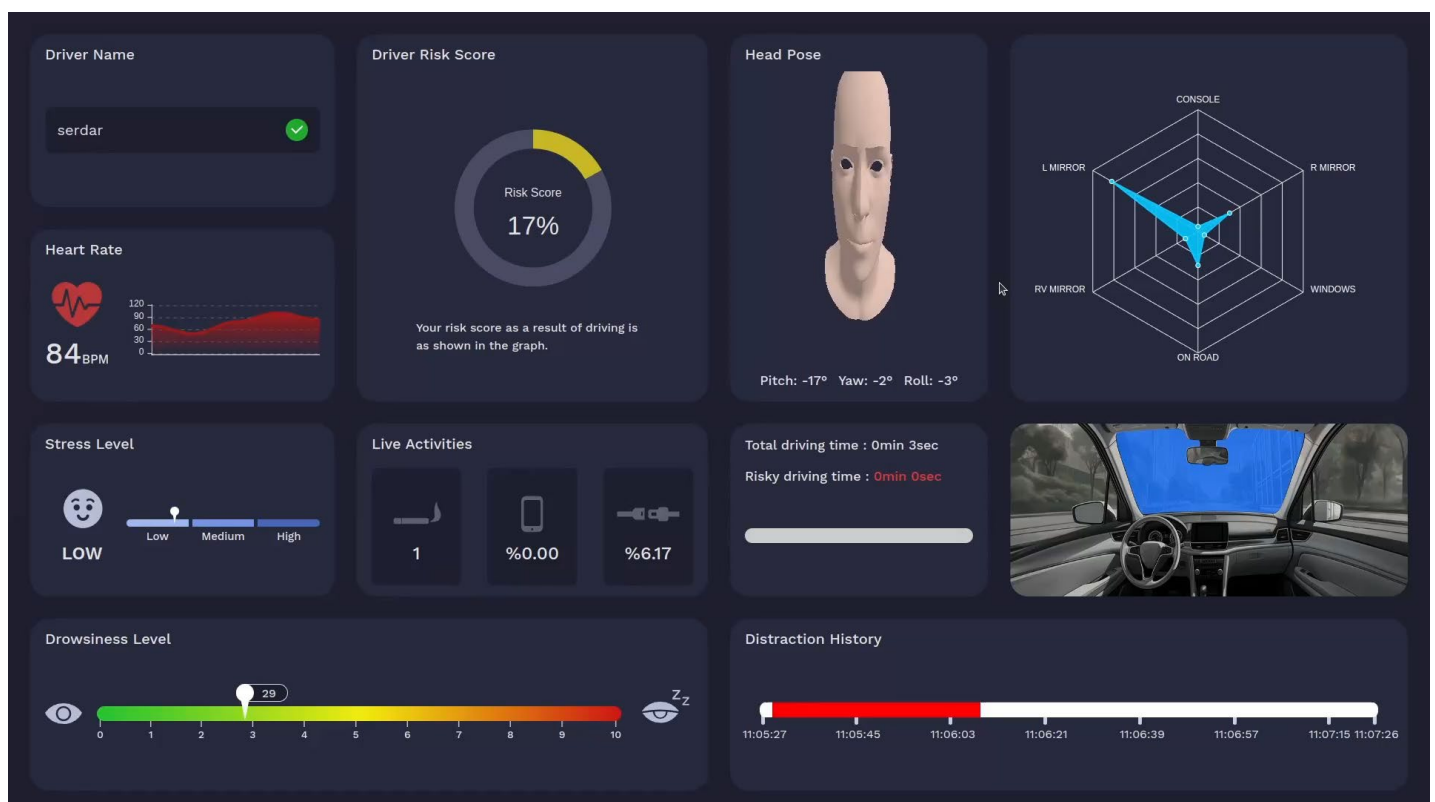 Driver Name
serdar
Driver Risk Score
Risk Score
17%
Your risk score as a result of driving is
as shown in the graph.
Head Pose
Pitch: -17° Yaw: -2° Roll: -3°
CONSOLE
L MIRROR
R MIRROR
RV MIRROR
WINDOWS
ON ROAD
Heart Rate
84BPM
120
90
60
30
0
Stress Level
LOW
Low Medium High
Live Activities
1 %0.00 %6.17
Total driving time : 0min 3sec
Risky driving time : 0min 0sec
Drowsiness Level
29
0 1 2 3 4 5 6 7 8 9 10
Z Z
Distraction History
11:05:27 11:05:45 11:06:03 11:06:21 11:06:39 11:06:57 11:07:15 11:07:26